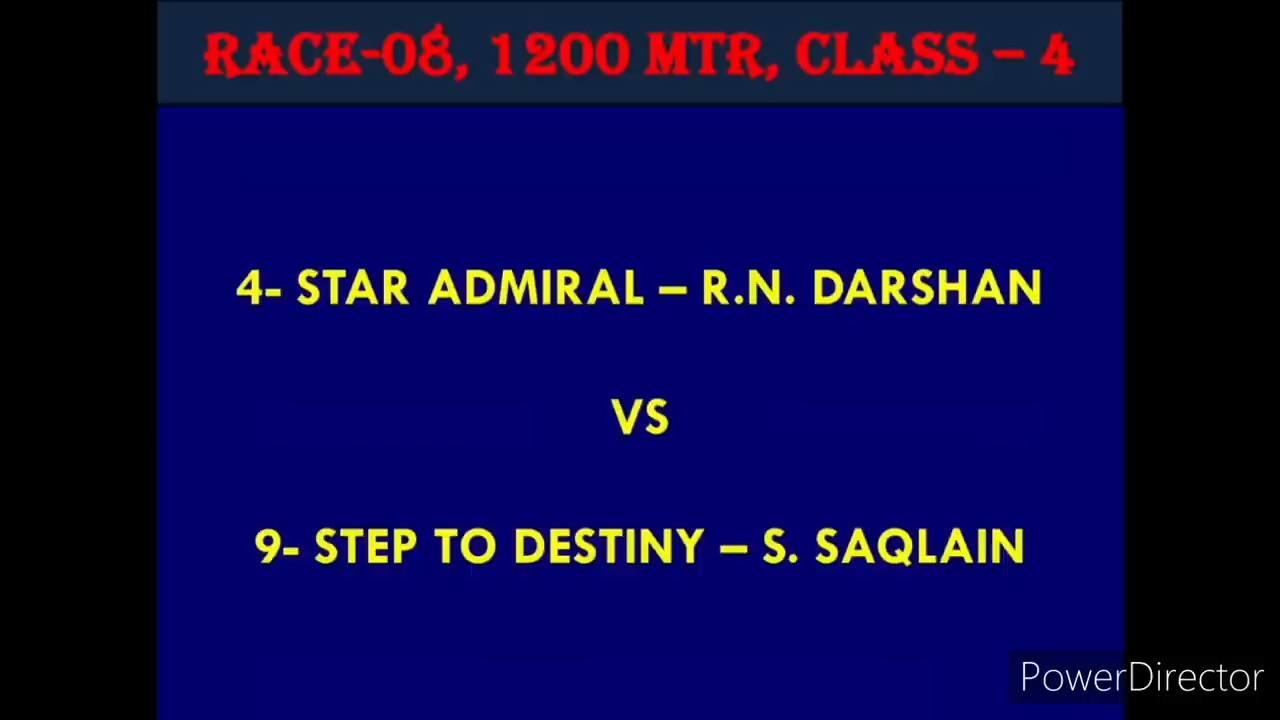 RACE-08, 1200 MTR, CLASS – 4
4- STAR ADMIRAL – R.N. DARSHAN
VS
9- STEP TO DESTINY – S. SAQLAIN
PowerDirector